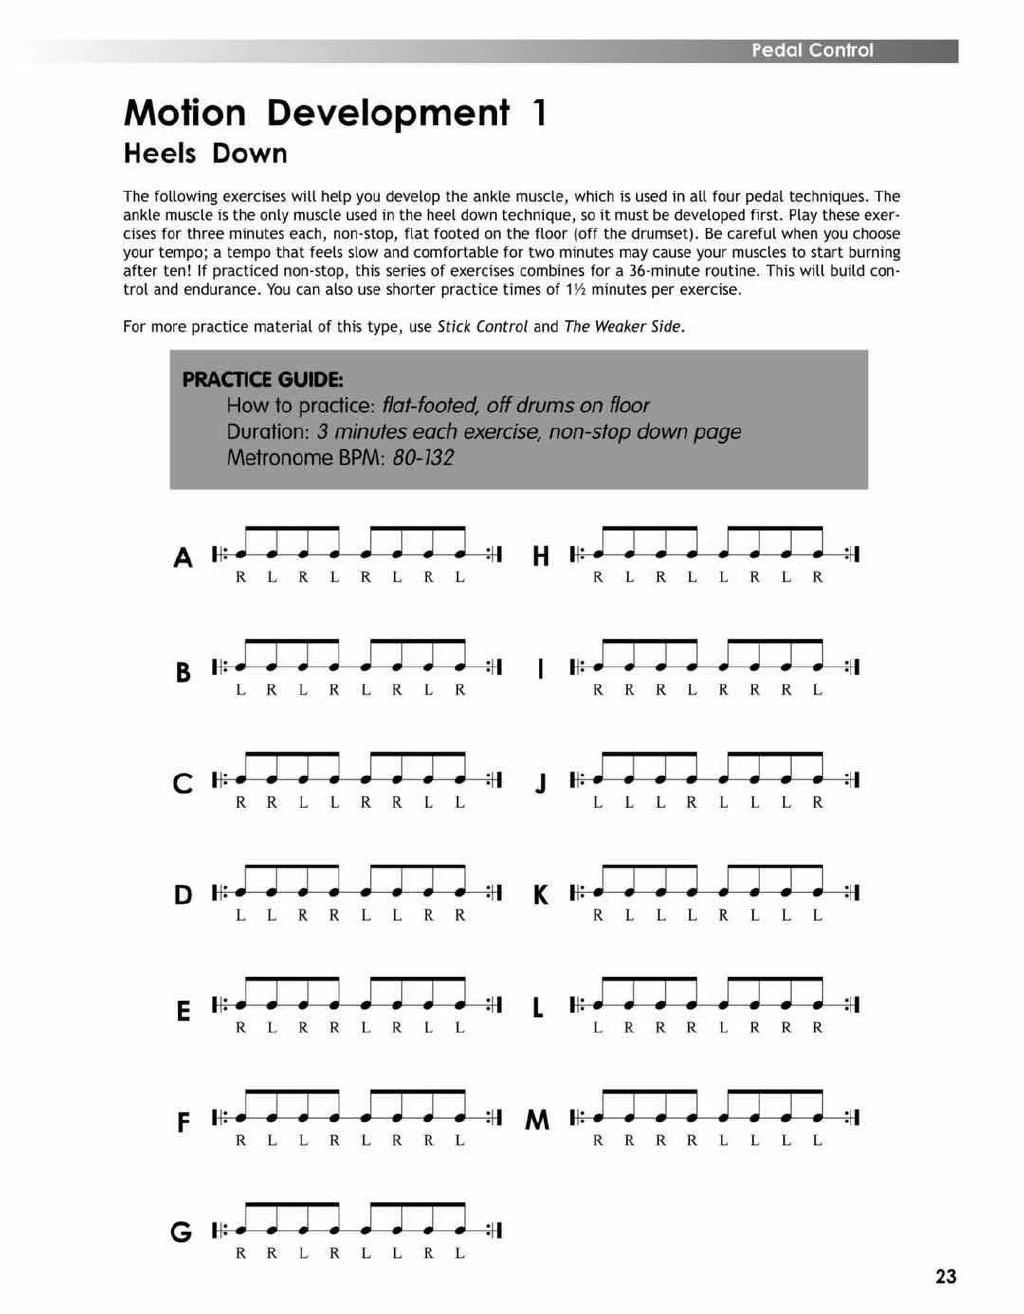 Pedal Control
Motion Development 1
Heels Down
The following exercises will help you develop the ankle muscle, which is used in all four pedal techniques. The
ankle muscle is the only muscle used in the heel down technique, so it must be developed first. Play these exer-
cises for three minutes each, non-stop, flat footed on the floor (off the drumset). Be careful when you choose
your tempo; a tempo that feels slow and comfortable for two minutes may cause your muscles to start burning
after ten! If practiced non-stop, this series of exercises combines for a 36-minute routine. This will build con-
trol and endurance. You can also use shorter practice times of 1½ minutes per exercise.
For more practice material of this type, use Stick Control and The Weaker Side.
PRACTICE GUIDE:
How to practice: flat-footed, off drums on floor
Duration: 3 minutes each exercise, non-stop down page
Metronome BPM: 80-132
A
R L R L R L R L
B
L R L R L R L R
C
R R L L R R L L
D
L L R R L L R R
E
R L R R L R L L
F
R L L R L R R L
G
R R L R L L R L
H
R L R L L R L R
I
R R R L R R R L
J
L L L R L L L R
K
R L L L R L L L
L
L R R R L R R R
M
R R R R L L L L
23